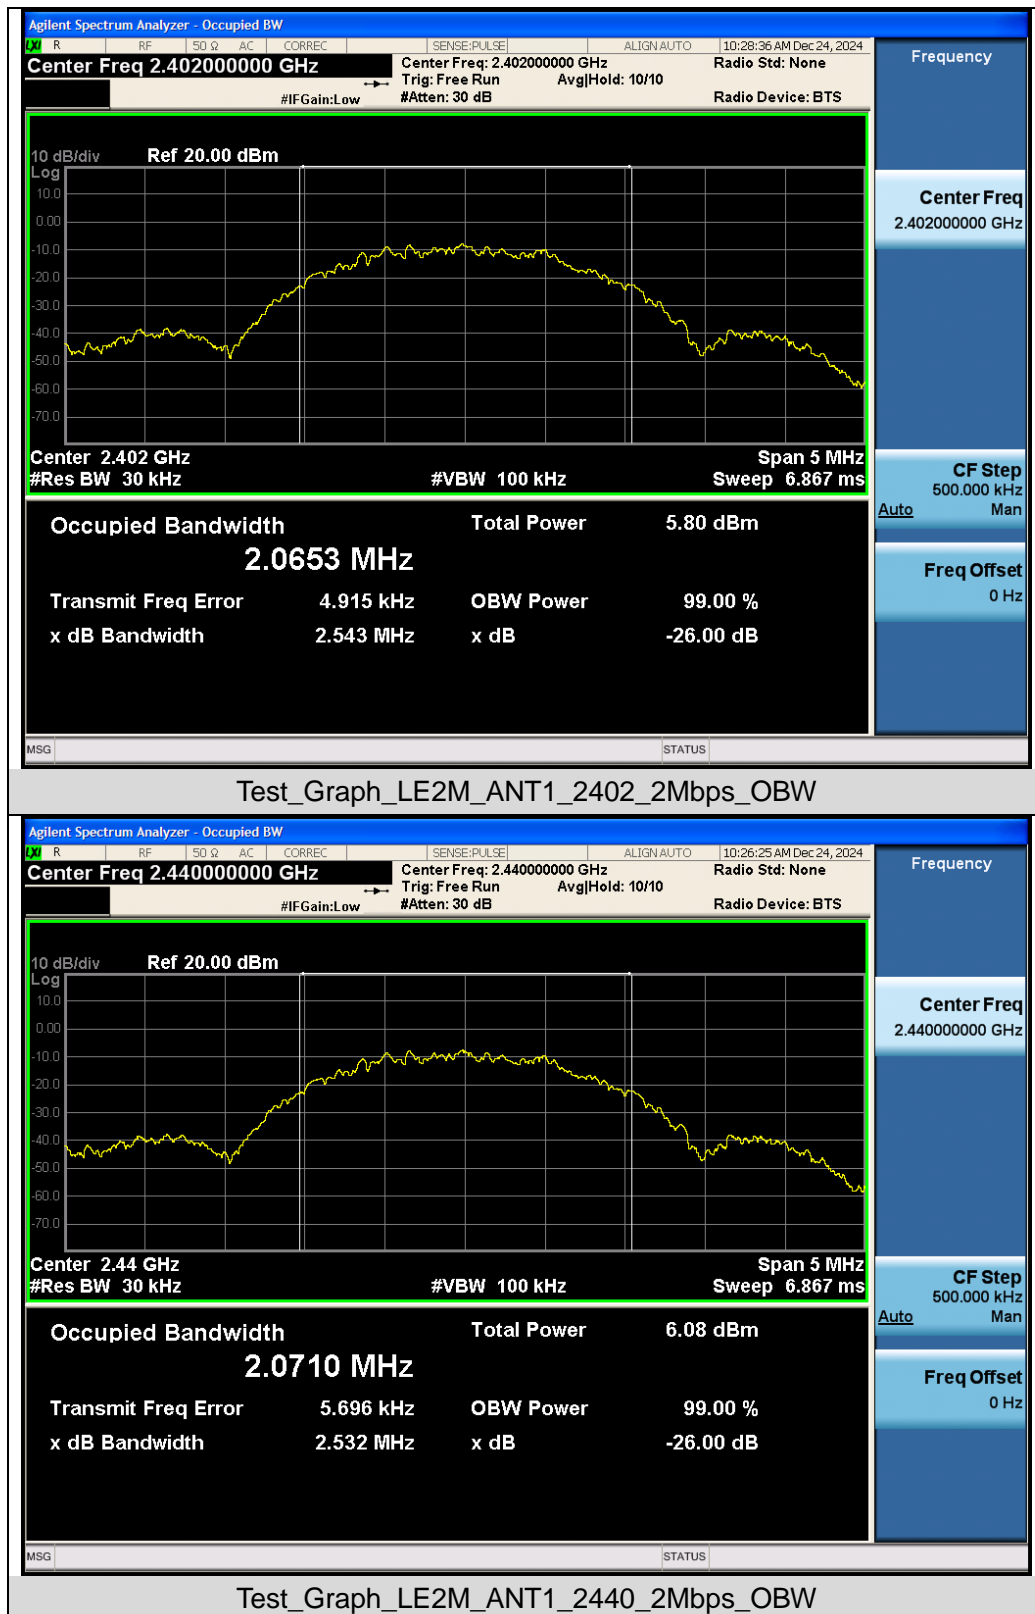 Agilent Spectrum Analyzer - Occupied BW
LXI R RF 50 Ω AC CORREC SENSE:PULSE ALIGN AUTO 10:28:36 AM Dec 24, 2024
Center Freq 2.402000000 GHz
Center Freq: 2.402000000 GHz
Radio Std: None
Trig: Free Run Avg|Hold: 10/10
#IFGain:Low #Atten: 30 dB Radio Device: BTS
Frequency
10 dB/div Ref 20.00 dBm
Log
10.0
0.00
-10.0
-20.0
-30.0
-40.0
-50.0
-60.0
-70.0
Center 2.402 GHz Span 5 MHz
#Res BW 30 kHz #VBW 100 kHz Sweep 6.867 ms
Center Freq
2.402000000 GHz
CF Step
500.000 kHz
Auto Man
Freq Offset
0 Hz
Occupied Bandwidth Total Power 5.80 dBm
2.0653 MHz
Transmit Freq Error 4.915 kHz OBW Power 99.00 %
x dB Bandwidth 2.543 MHz x dB -26.00 dB
MSG STATUS
Test_Graph_LE2M_ANT1_2402_2Mbps_OBW
Agilent Spectrum Analyzer - Occupied BW
LXI R RF 50 Ω AC CORREC SENSE:PULSE ALIGN AUTO 10:26:25 AM Dec 24, 2024
Center Freq 2.440000000 GHz
Center Freq: 2.440000000 GHz
Radio Std: None
Trig: Free Run Avg|Hold: 10/10
#IFGain:Low #Atten: 30 dB Radio Device: BTS
Frequency
10 dB/div Ref 20.00 dBm
Log
10.0
0.00
-10.0
-20.0
-30.0
-40.0
-50.0
-60.0
-70.0
Center 2.44 GHz Span 5 MHz
#Res BW 30 kHz #VBW 100 kHz Sweep 6.867 ms
Center Freq
2.440000000 GHz
CF Step
500.000 kHz
Auto Man
Freq Offset
0 Hz
Occupied Bandwidth Total Power 6.08 dBm
2.0710 MHz
Transmit Freq Error 5.696 kHz OBW Power 99.00 %
x dB Bandwidth 2.532 MHz x dB -26.00 dB
MSG STATUS
Test_Graph_LE2M_ANT1_2440_2Mbps_OBW